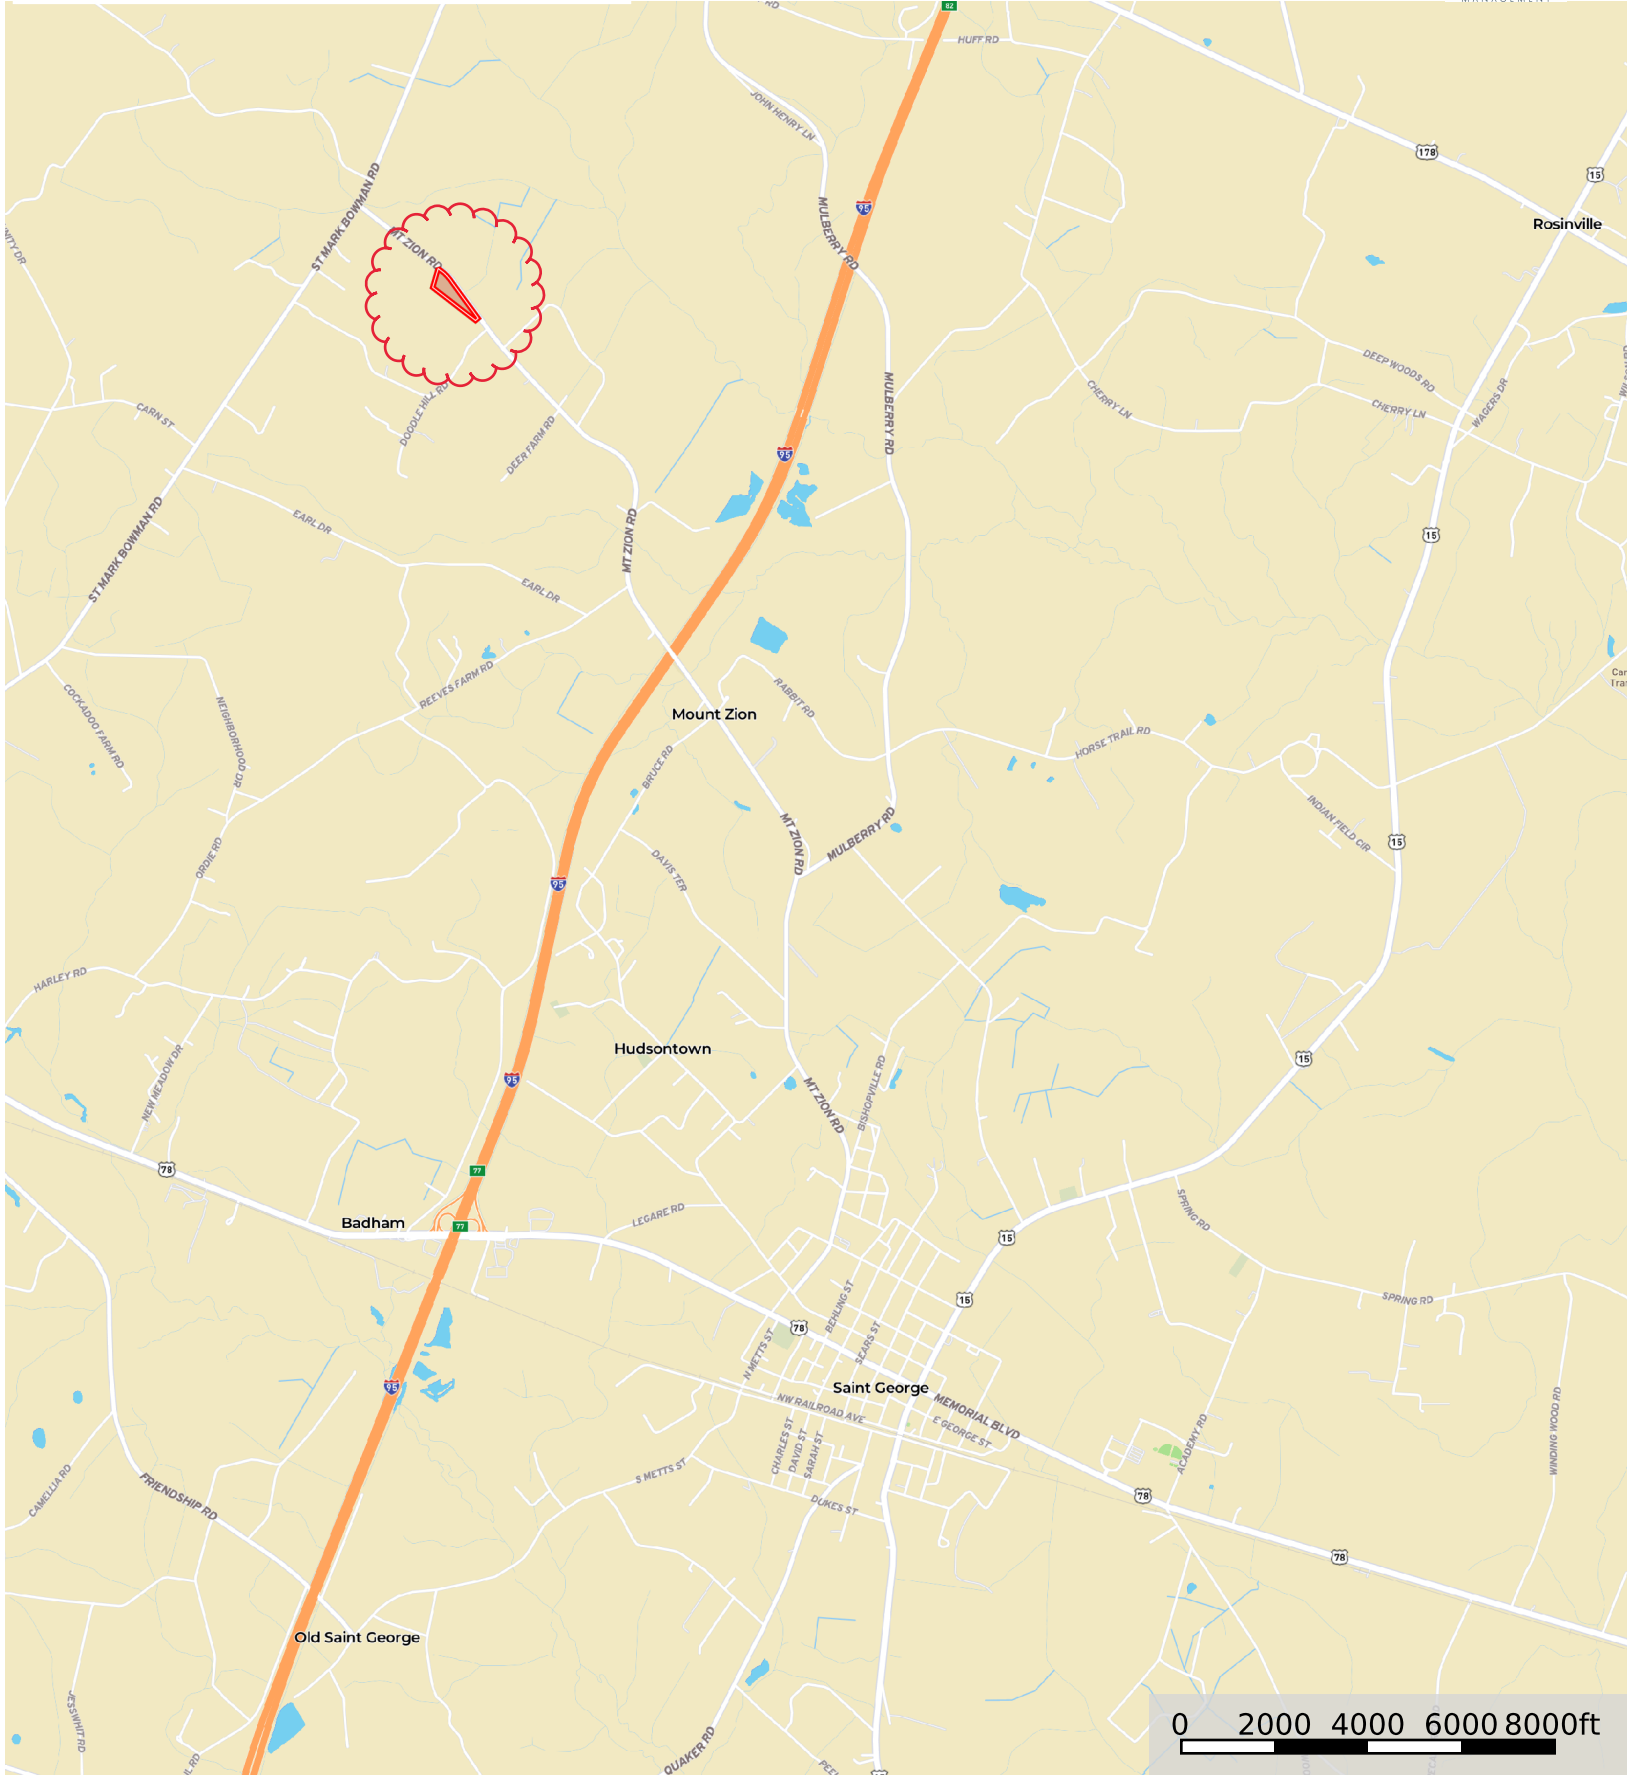 82
HUFF RD
JOHN HENRY LN
178
15
ST MARK BOWMAN RD
MULBERRY RD
95
Rosinville
MT ZION RD
DEEP WOODS RD
WAGERS DR
CHERRY LN
CHERRY LN
MULBERRY RD
CARN ST
DOODLE HILL RD
DEER FARM RD
95
ST MARK BOWMAN RD
EARL DR
MT ZION RD
15
EARL DR
REEVES FARM RD
COCKADOO FARM RD
NEIGHBORHOOD DR
RABBIT RD
Mount Zion
HORSE TRAIL RD
BRUCE RD
MT ZION RD
MULBERRY RD
INDIAN FIELD CIR
15
ORDIE RD
DAVIS TER
95
HARLEY RD
Hudsontown
15
NEW MEADOW DR
95
MT ZION RD
BISHOPVILLE RD
78
77
LEGARE RD
SPRING RD
Badham
77
15
15
SPRING RD
BEHLING ST
78
SEARS ST
N METTS ST
95
Saint George
MEMORIAL BLVD
NW RAILROAD AVE
E GEORGE ST
CHARLES ST
DAVID ST
SARAH ST
ACADEMY RD
WINDING WOOD RD
S METTS ST
CAMELLIA RD
FRIENDSHIP RD
DUKES ST
78
78
Old Saint George
JESSWHIT RD
QUAKER RD
0 2000 4000 6000 8000ft